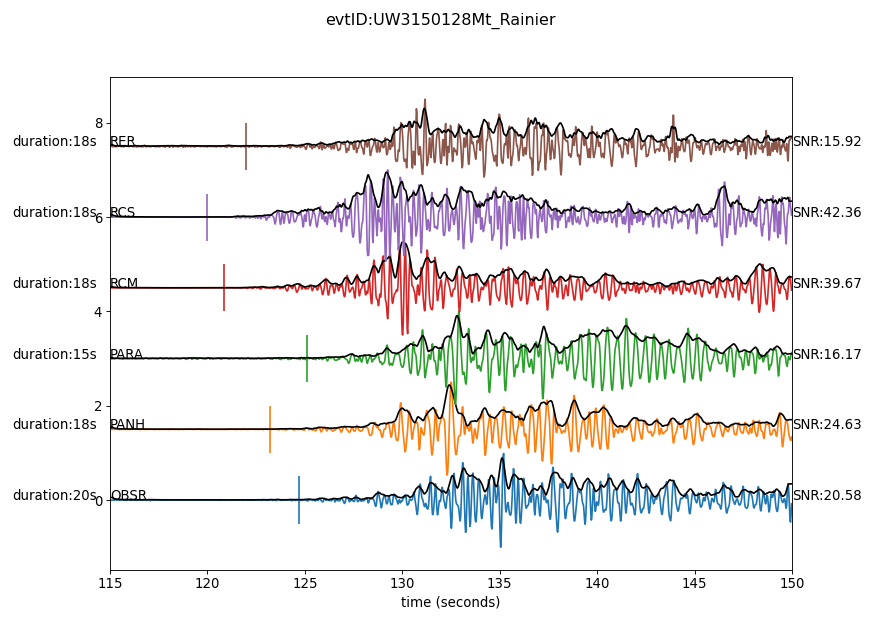 evtID:UW3150128Mt_Rainier
8
duration:18s RER SNR:15.92
duration:18s RCS SNR:42.36
6
duration:18s RCM SNR:39.67
4
duration:15s PARA SNR:16.17
2
duration:18s PANH SNR:24.63
duration:20s OBSR SNR:20.58
0
115 120 125 130 135 140 145 150
time (seconds)